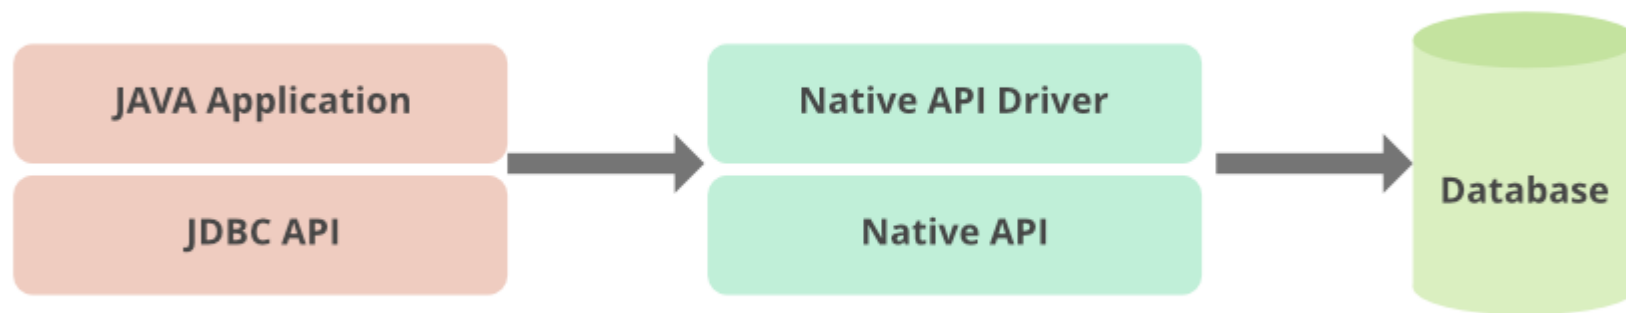 JAVA Application
JDBC API
Native API Driver
Native API
Database